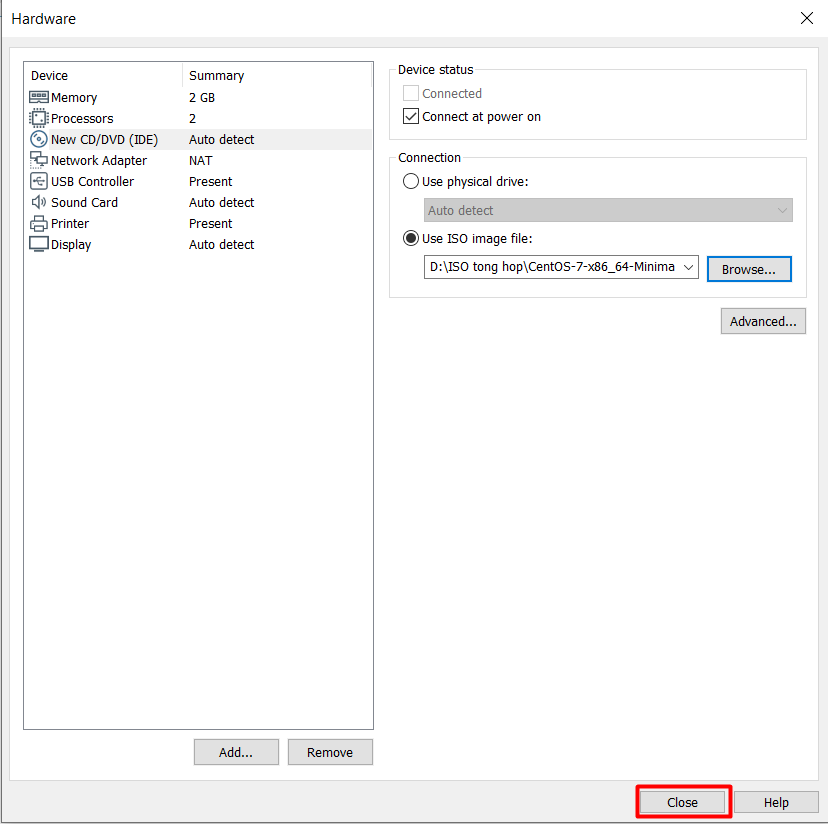 Hardware
Device Summary
Memory 2 GB
Processors 2
New CD/DVD (IDE) Auto detect
Network Adapter NAT
USB Controller Present
Sound Card Auto detect
Printer Present
Display Auto detect
Add... Remove
Device status
Connected
Connect at power on
Connection
Use physical drive:
Auto detect
Use ISO image file:
D:\ISO tong hop\CentOS-7-x86_64-Minima Browse...
Advanced...
Close Help